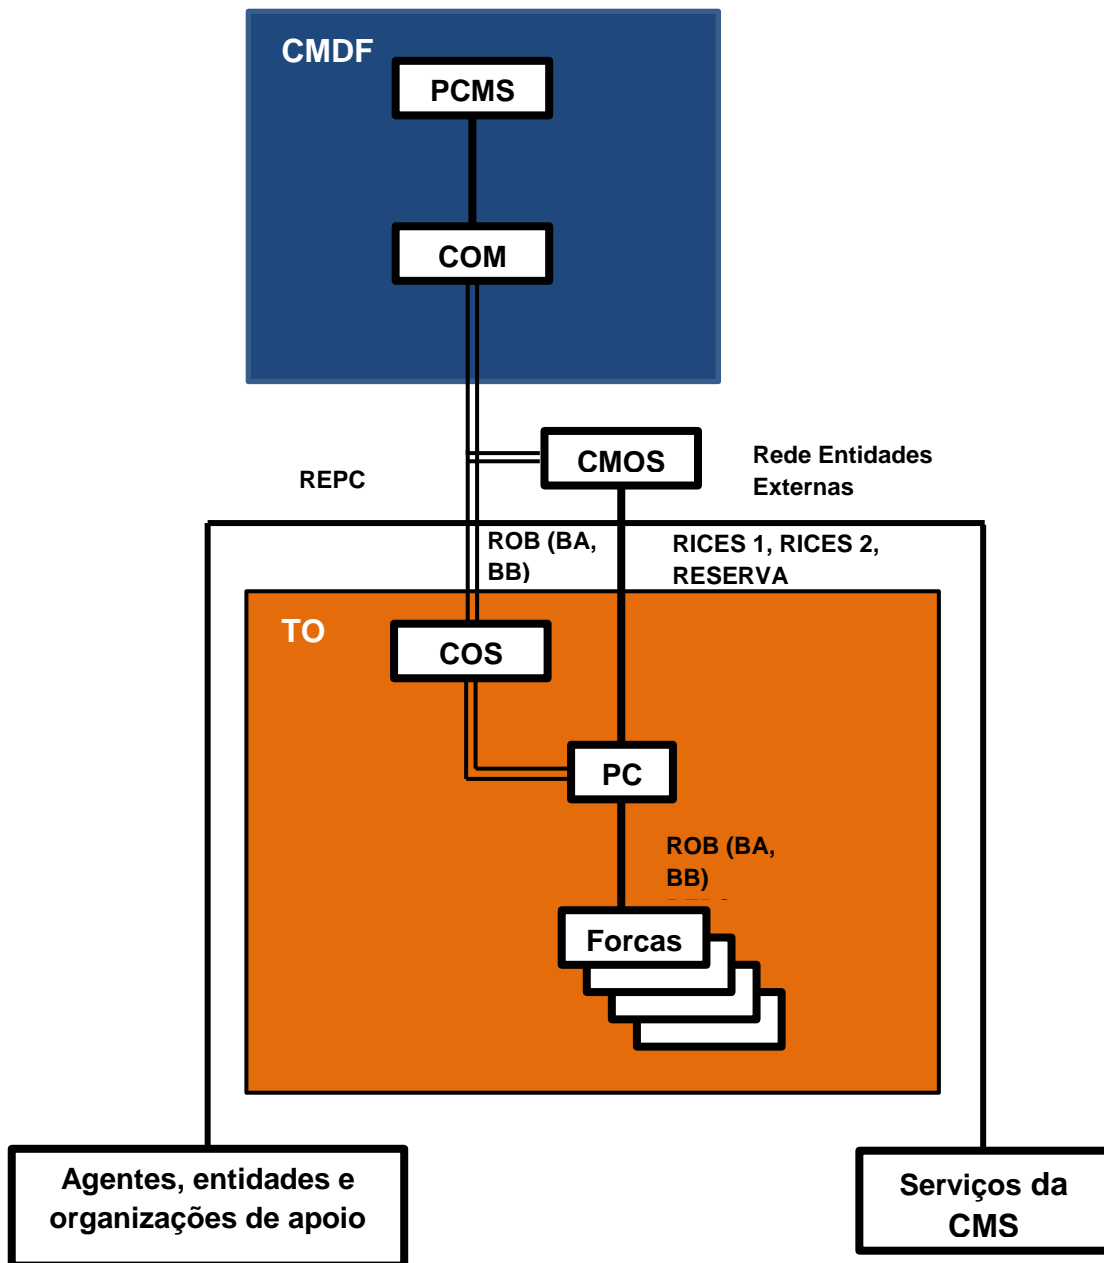 CMDF
PCMS
COM
CMOS
Rede Entidades
Externas
REPC
ROB (BA,
BB)
RICES 1, RICES 2,
RESERVA
TO
COS
PC
ROB (BA,
BB)
Forcas
Agentes, entidades e
organizações de apoio
Serviços da
CMS